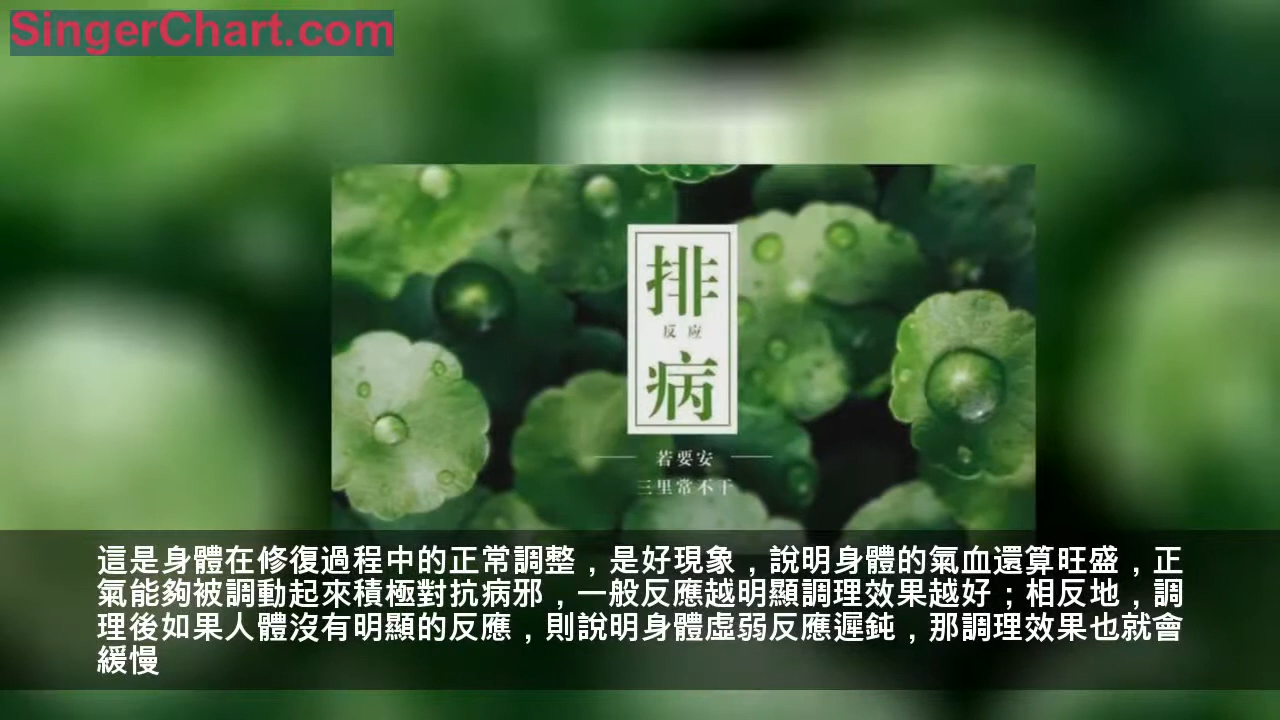 SingerChart.com
排
反应
病
若要安
三里常不干
這是身體在修復過程中的正常調整，是好現象，說明身體的氣血還算旺盛，正
氣能夠被調動起來積極對抗病邪，一般反應越明顯調理效果越好；相反地，調
理後如果人體沒有明顯的反應，則說明身體虛弱反應遲鈍，那調理效果也就會
緩慢